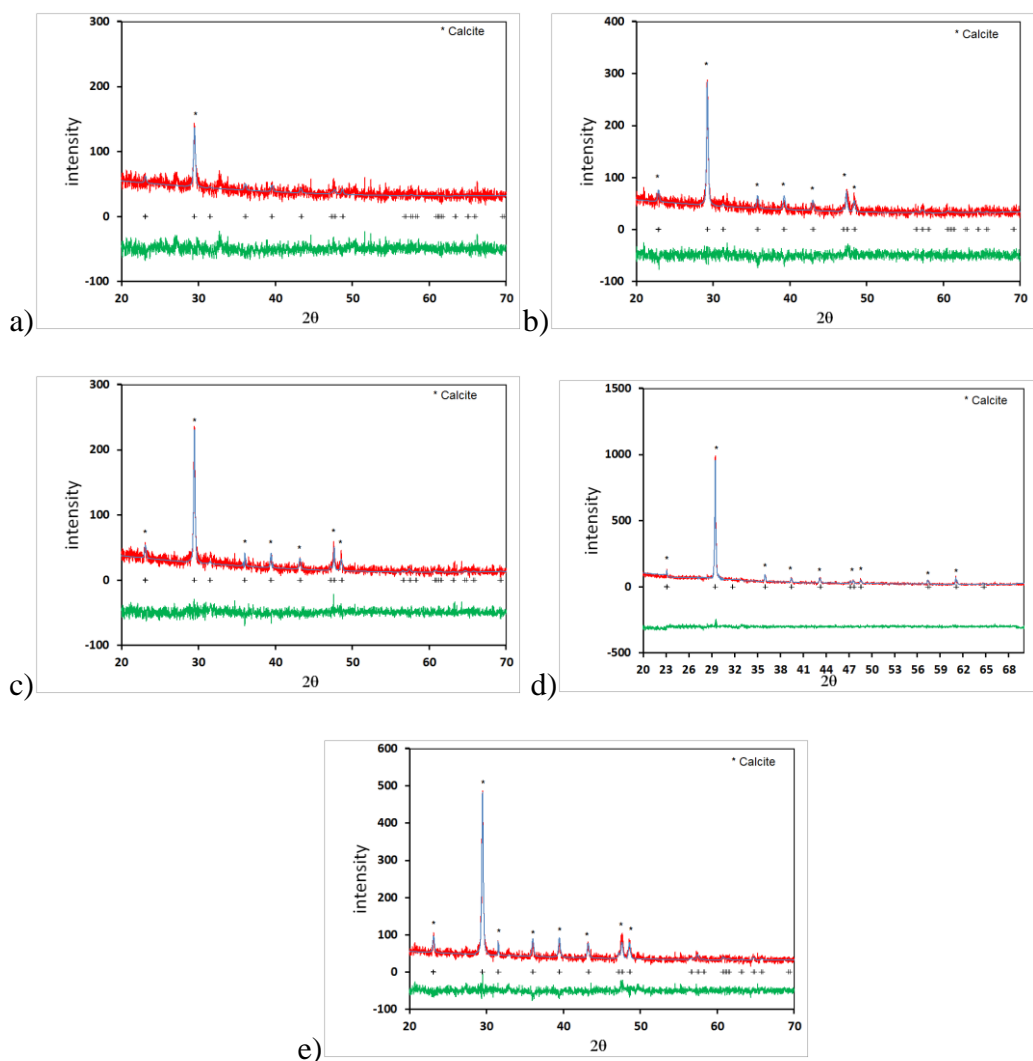 a)
300
200
100
0
-100
intensity
* Calcite
*
20 30 40 50 60 70
2θ
b)
400
300
200
100
0
-100
intensity
* Calcite
*
* * * * * *
20 30 40 50 60 70
2θ
c)
300
200
100
0
-100
intensity
* Calcite
*
* * * * * *
20 30 40 50 60 70
2θ
d)
1500
1000
500
0
-500
intensity
* Calcite
*
* * * * * * * *
20 23 26 29 32 35 38 41 44 47 50 53 56 59 62 65 68
2θ
e)
600
500
400
300
200
100
0
-100
intensity
* Calcite
*
* * * * * * *
20 30 40 50 60 70
2θ